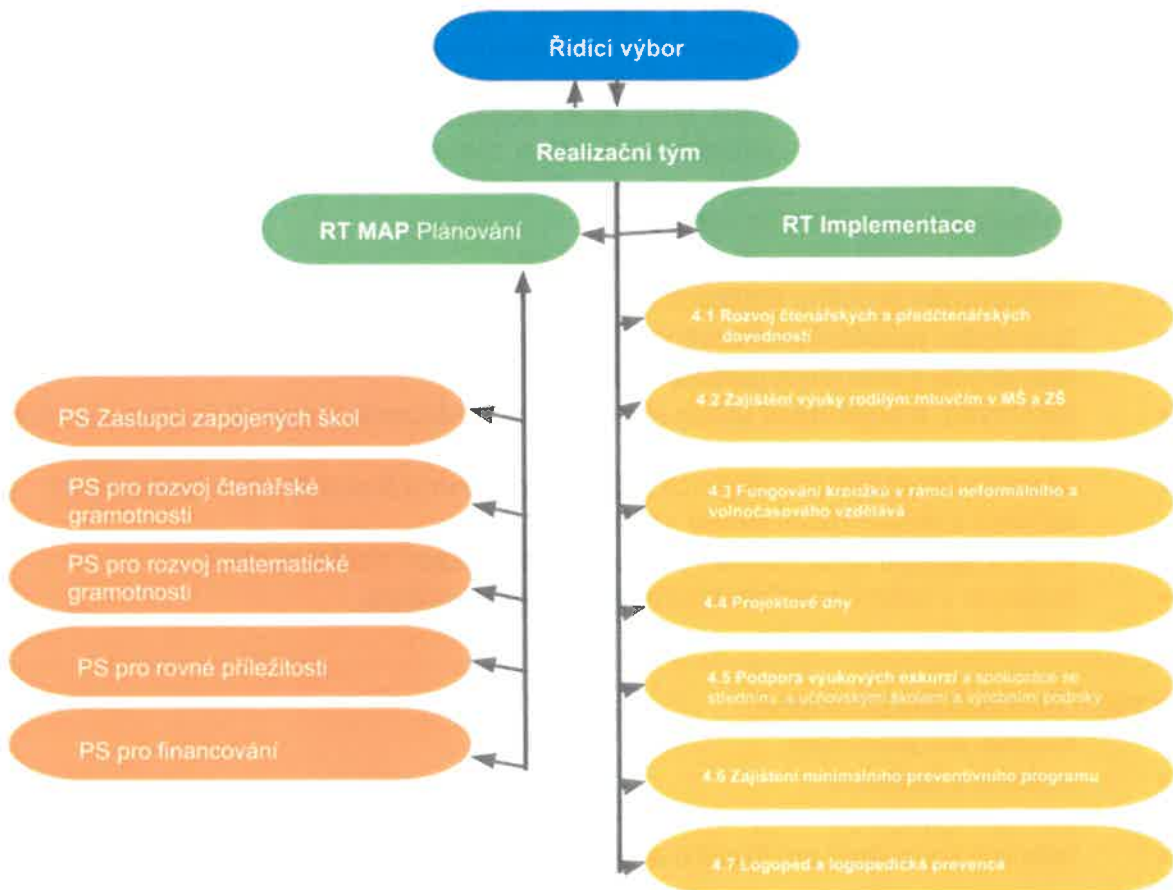 Řídící výbor
Realizační tým
RT MAP Plánování
RT Implementace
4.1 Rozvoj čtenářských a předčtenářských
dovedností
4.2 Zajištění výuky rodilým mluvčím v MŠ a ZŠ
4.3 Fungování kroužků v rámci neformálního a
volnočasového vzdělává
4.4 Projektové dny
4.5 Podpora výukových exkurzí a spolupráce se
středními, s učňovskými školami a výrobními podniky
4.6 Zajištění minimálního preventivního programu
4.7 Logoped a logopedická prevence
PS Zástupci zapojených škol
PS pro rozvoj čtenářské
gramotnosti
PS pro rozvoj matematické
gramotnosti
PS pro rovné příležitosti
PS pro financování